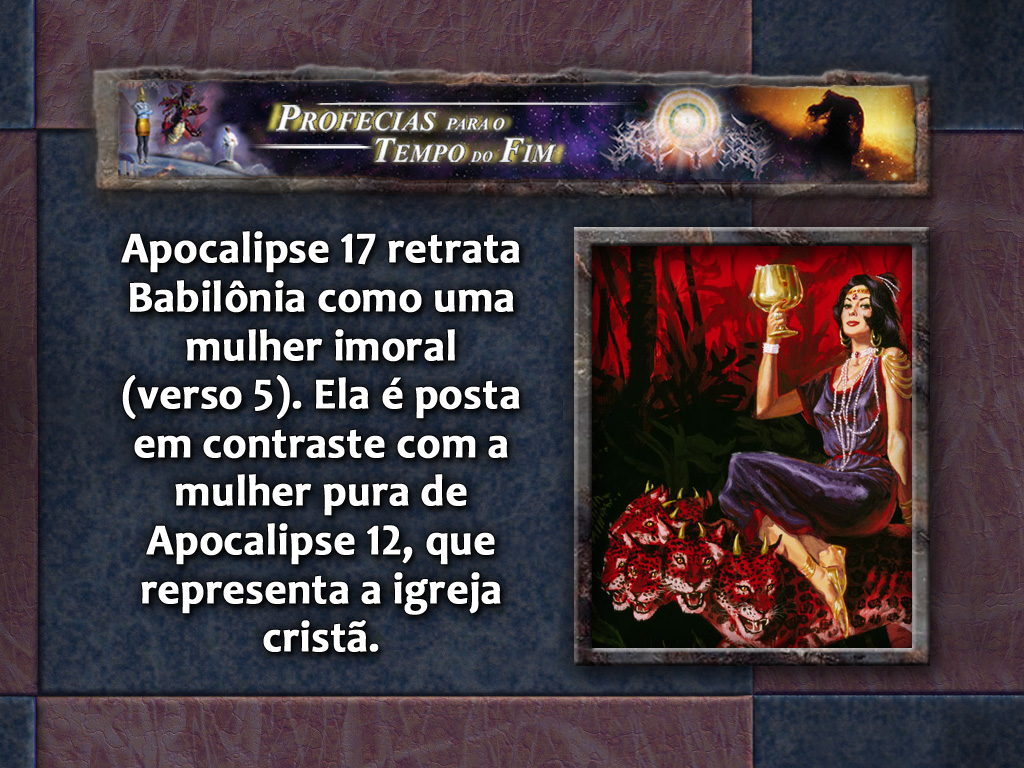 PROFECIAS PARA O
TEMPO DO FIM
Apocalipse 17 retrata
Babilônia como uma
mulher imoral
(verso 5). Ela é posta
em contraste com a
mulher pura de
Apocalipse 12, que
representa a igreja
cristã.